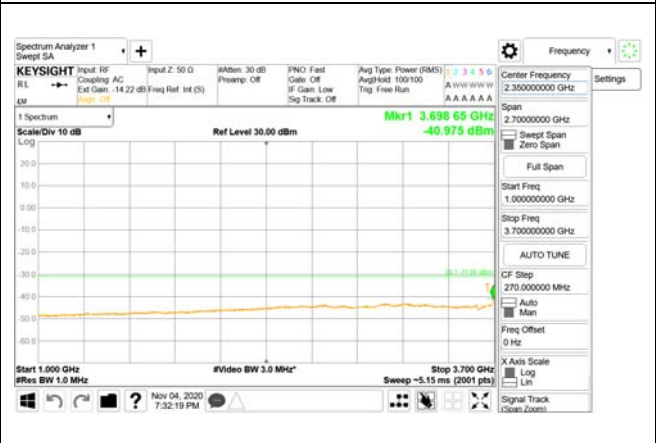 Spectrum Analyzer 1
Swept SA
+
Frequency
KEYSIGHT
RL
Input: RF
Coupling: AC
Ext Gain: -14.22 dB
Align: Off
Input Z: 50 Ω
Freq Ref: Int (S)
#Atten: 30 dB
Preamp: Off
PNO: Fast
Gate: Off
IF Gain: Low
Sig Track: Off
Avg Type: Power (RMS)
Avg|Hold: 100/100
Trig: Free Run
1 2 3 4 5 6
A W W W W W
A A A A A A
Settings
1 Spectrum
Scale/Div 10 dB
Log
Ref Level 30.00 dBm
Mkr1 3.698 65 GHz
-40.975 dBm
20.0
10.0
0.00
-10.0
-20.0
-30.0
-40.0
-50.0
-60.0
1
Start 1.000 GHz
#Res BW 1.0 MHz
#Video BW 3.0 MHz*
Stop 3.700 GHz
Sweep ~5.15 ms (2001 pts)
Center Frequency
2.350000000 GHz
Span
2.70000000 GHz
Swept Span
Zero Span
Full Span
Start Freq
1.000000000 GHz
Stop Freq
3.700000000 GHz
AUTO TUNE
CF Step
270.000000 MHz
Auto
Man
Freq Offset
0 Hz
X Axis Scale
Log
Lin
Signal Track
(Span Zoom)
?
Nov 04, 2020
7:32:19 PM